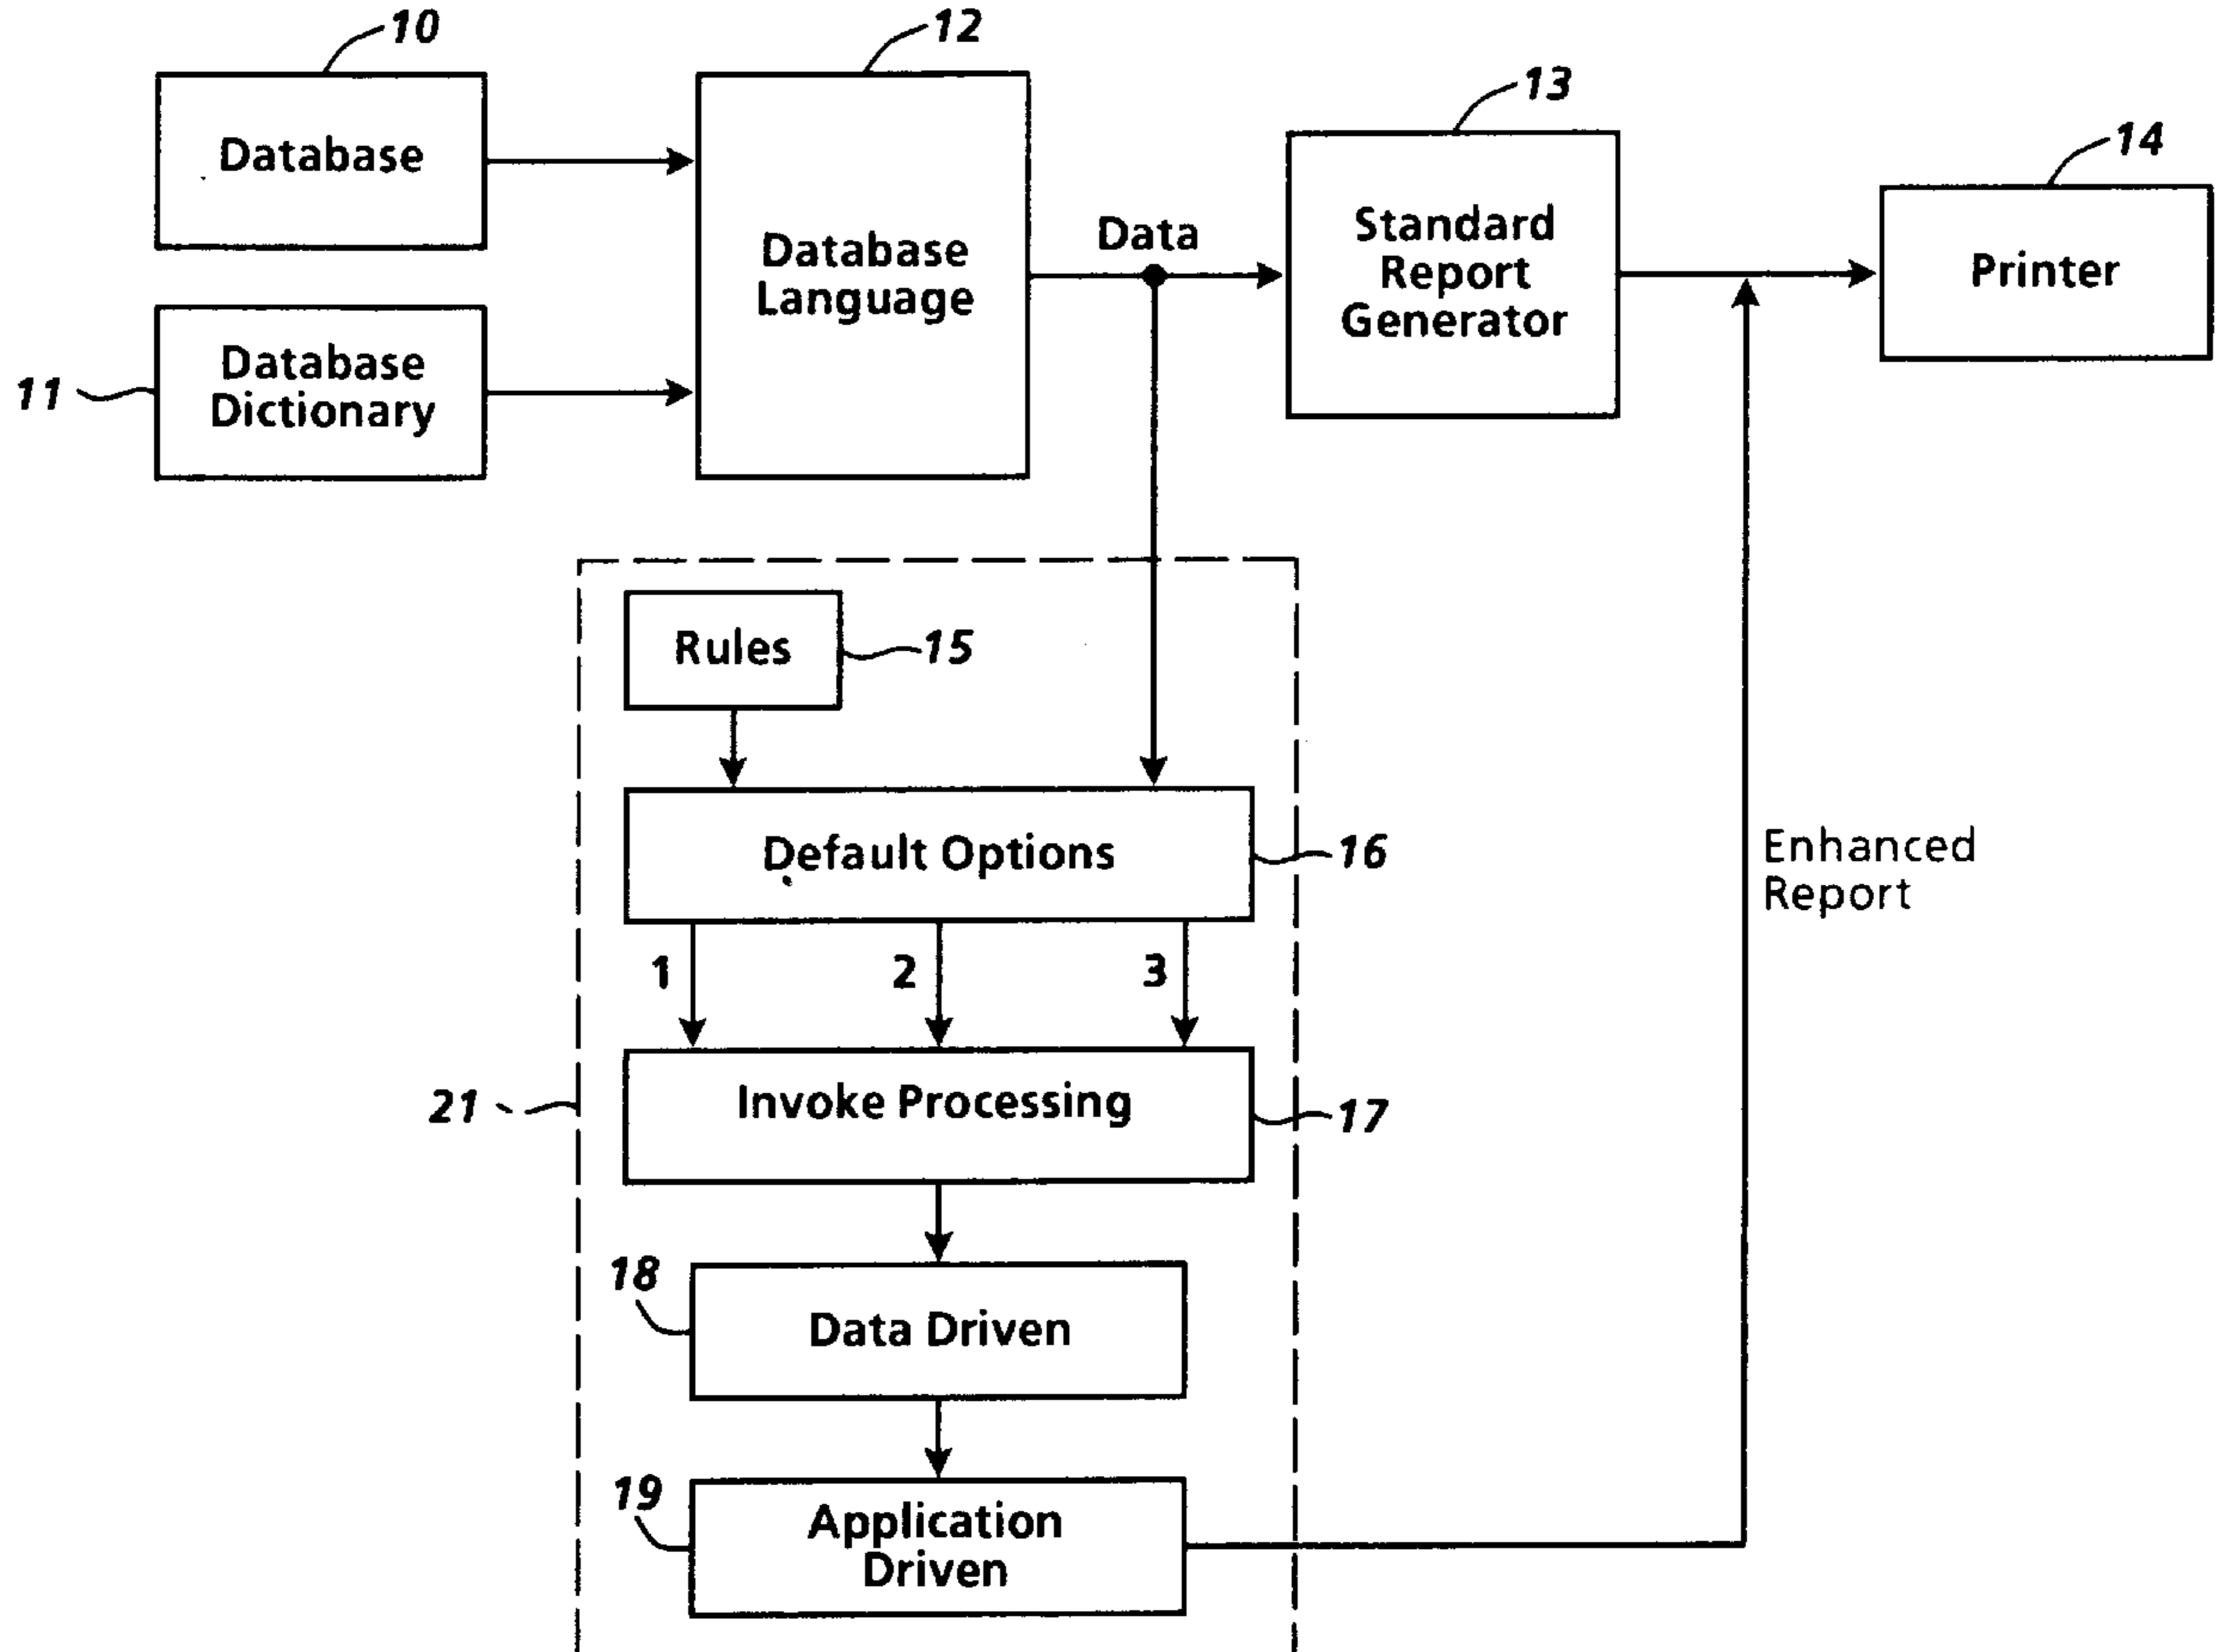 10
12
13
14
Database
Database
Language
Data
Standard
Report
Generator
Printer
11
Database
Dictionary
Rules
15
Default Options
16
Enhanced
Report
1
2
3
21
Invoke Processing
17
18
Data Driven
19
Application
Driven